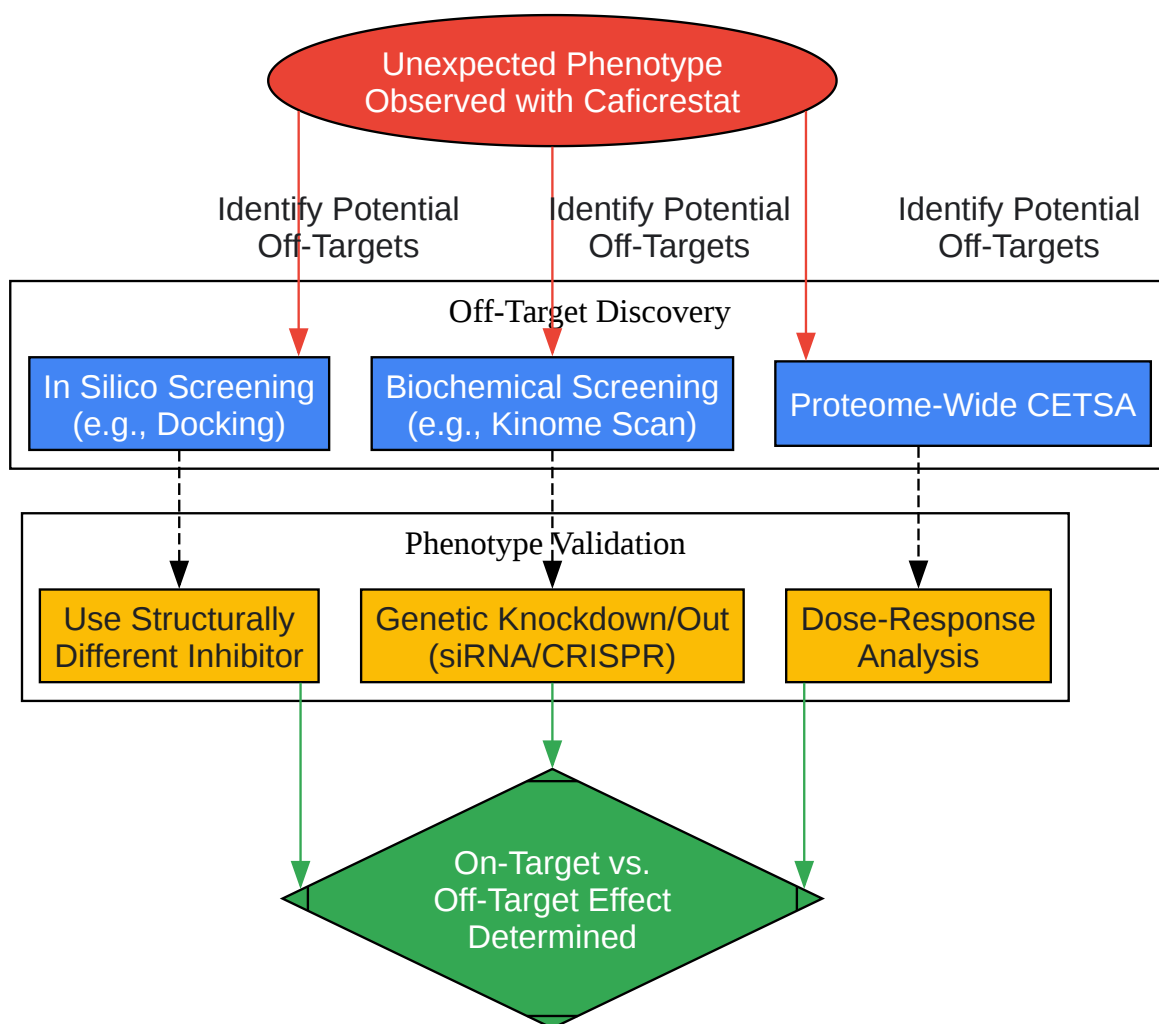 Unexpected Phenotype
Observed with Caficrestat
Identify Potential
Off-Targets
Identify Potential
Off-Targets
Identify Potential
Off-Targets
Off-Target Discovery
In Silico Screening
(e.g., Docking)
Biochemical Screening
(e.g., Kinome Scan)
Proteome-Wide CETSA
Phenotype Validation
Use Structurally
Different Inhibitor
Genetic Knockdown/Out
(siRNA/CRISPR)
Dose-Response
Analysis
On-Target vs.
Off-Target Effect
Determined